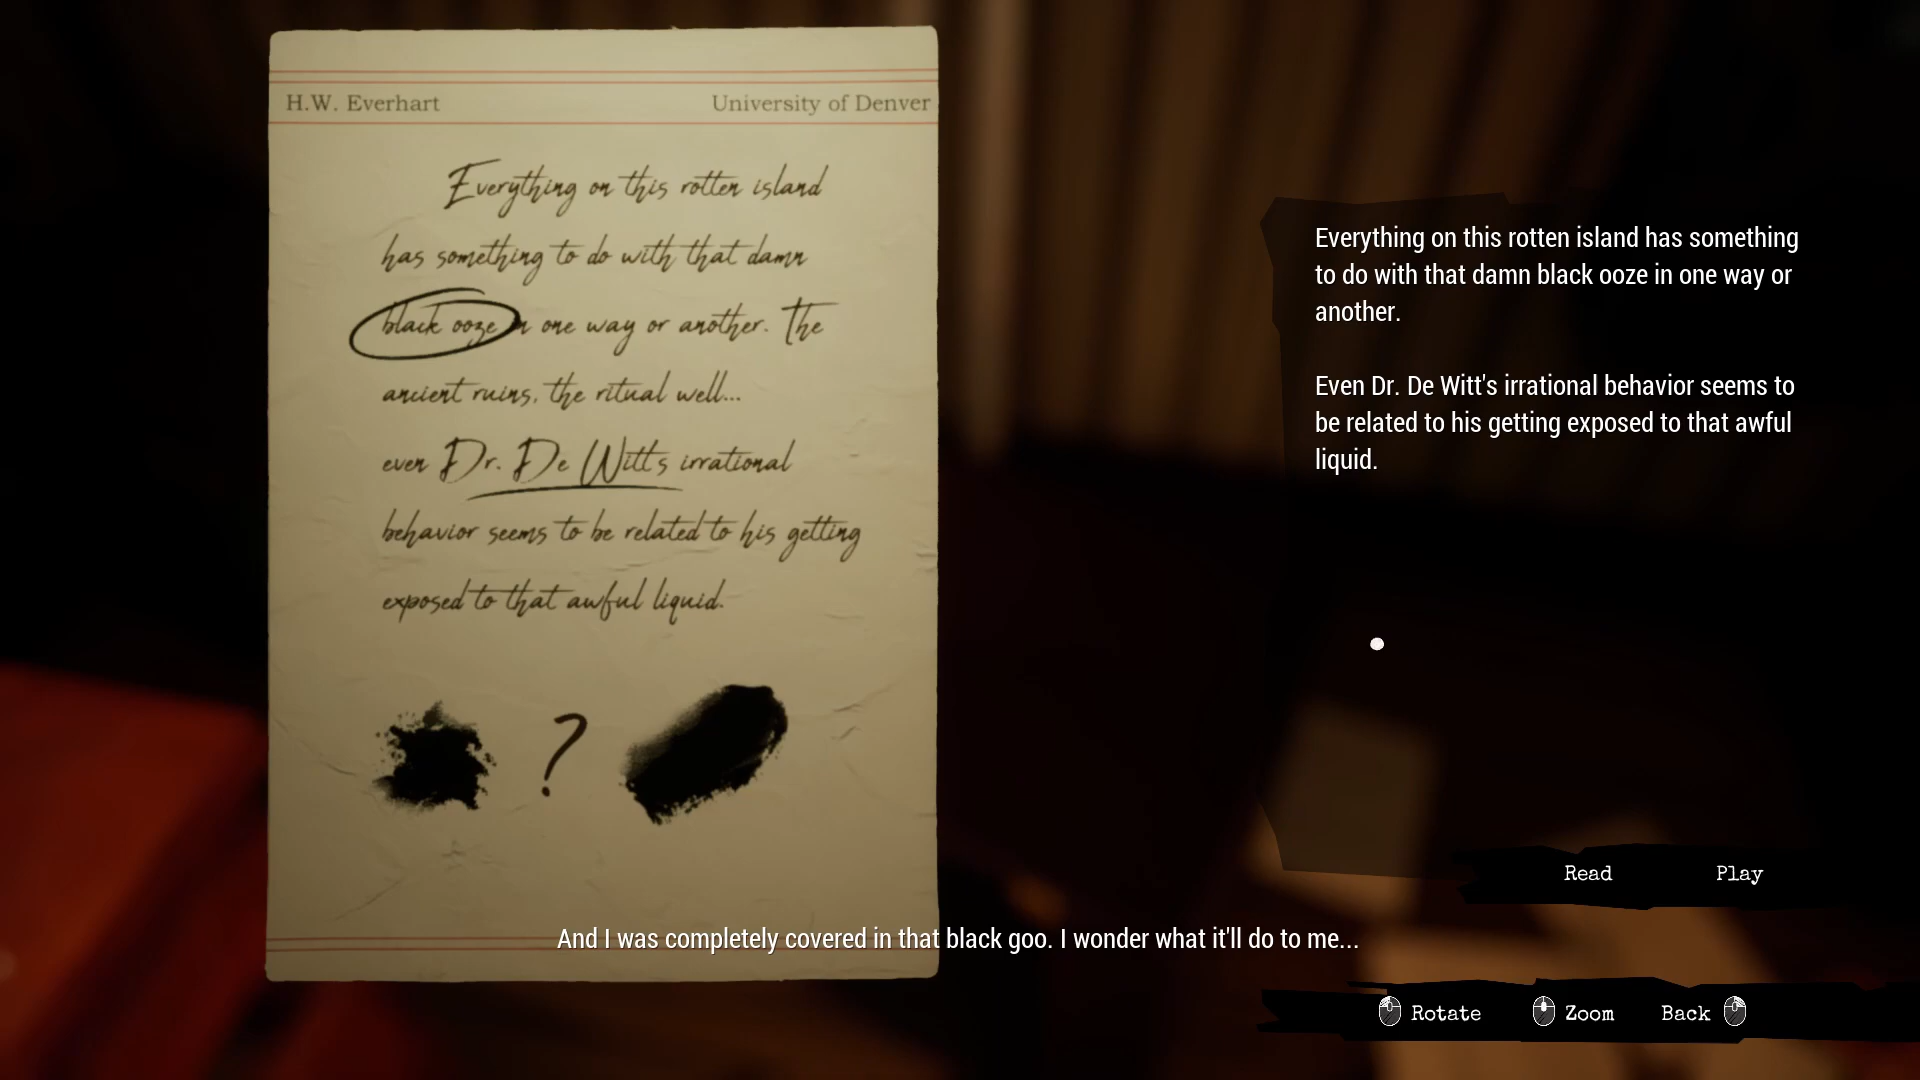 H.W. Everhart
University of Denver
Everything on this rotten island
has something to do with that damn
black ooze in one way or another. The
ancient ruins, the ritual well...
even Dr. De Witt's irrational
behavior seems to be related to his getting
exposed to that awful liquid.
?
Everything on this rotten island has something
to do with that damn black ooze in one way or
another.
Even Dr. De Witt's irrational behavior seems to
be related to his getting exposed to that awful
liquid.
Read
Play
And I was completely covered in that black goo. I wonder what it'll do to me...
Rotate
Zoom
Back